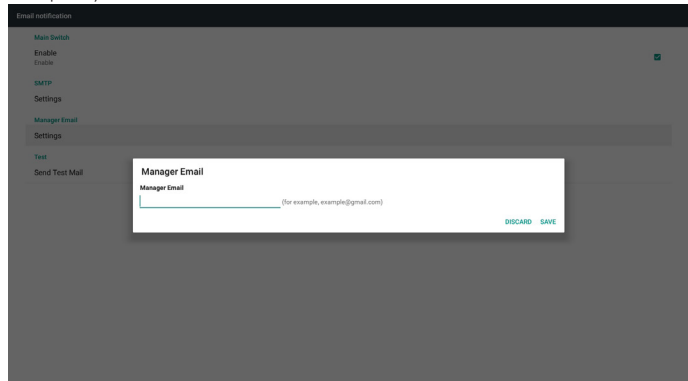 Email notification
Main Switch
Enable
Enable
SMTP
Settings
Manager Email
Settings
Test
Send Test Mail
Manager Email
Manager Email
(for example, example@gmail.com)
DISCARD SAVE